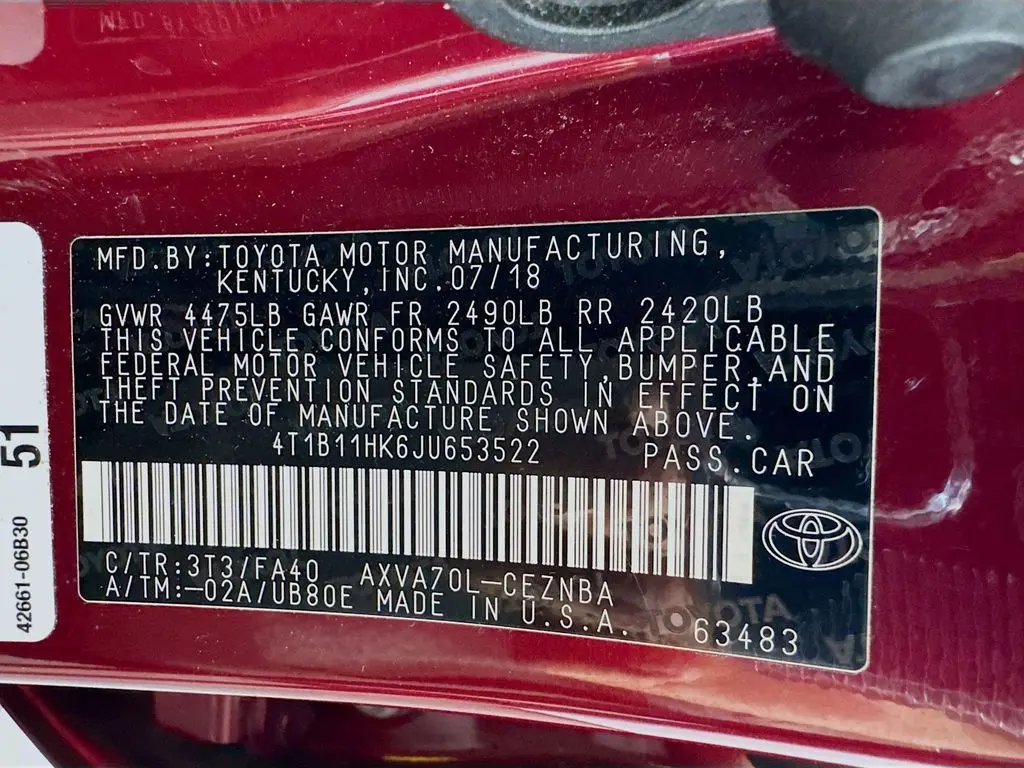 MFD.BY:TOYOTA MOTOR MANUFACTURING,
KENTUCKY,INC.07/18
GVWR 4475LB GAWR FR 2490LB RR 2420LB
THIS VEHICLE CONFORMS TO ALL APPLICABLE
FEDERAL MOTOR VEHICLE SAFETY,BUMPER,AND
THEFT PREVENTION STANDARDS IN EFFECT ON
THE DATE OF MANUFACTURE SHOWN ABOVE.
4T1B11HK6JU653522 PASS.CAR
C/TR:3T3/FA40 AXVA70L-CEZNBA
A/TM:-02A/UB80E MADE IN U.S.A. 63483
TOYOTA
51
42661-06B30